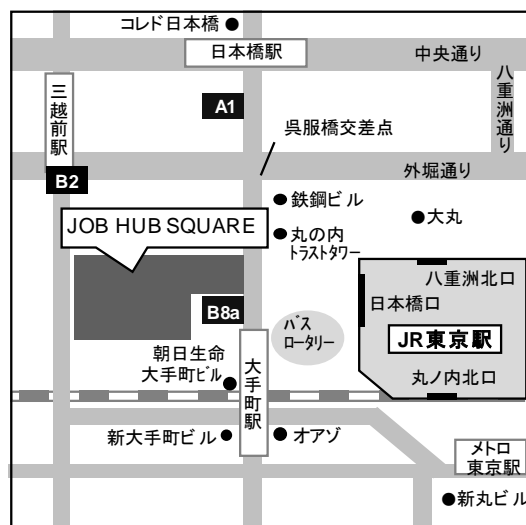 コレド日本橋
日本橋駅
中央通り
八重洲通り
三越前駅
A1
呉服橋交差点
B2
外堀通り
鉄鋼ビル
大丸
JOB HUB SQUARE
丸の内
トラストタワー
八重洲北口
日本橋口
B8a
バス
ロータリー
JR東京駅
朝日生命
大手町ビル
大手町駅
丸ノ内北口
新大手町ビル
オアゾ
メトロ
東京駅
新丸ビル